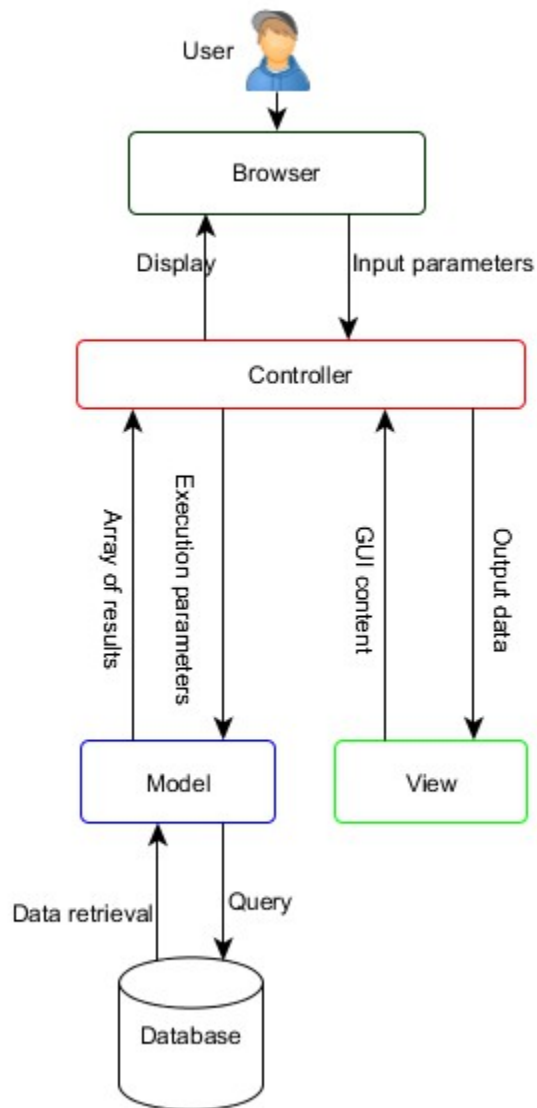 User
Browser
Display
Input parameters
Controller
Array of results
Execution parameters
GUI content
Output data
Model
View
Data retrieval
Query
Database